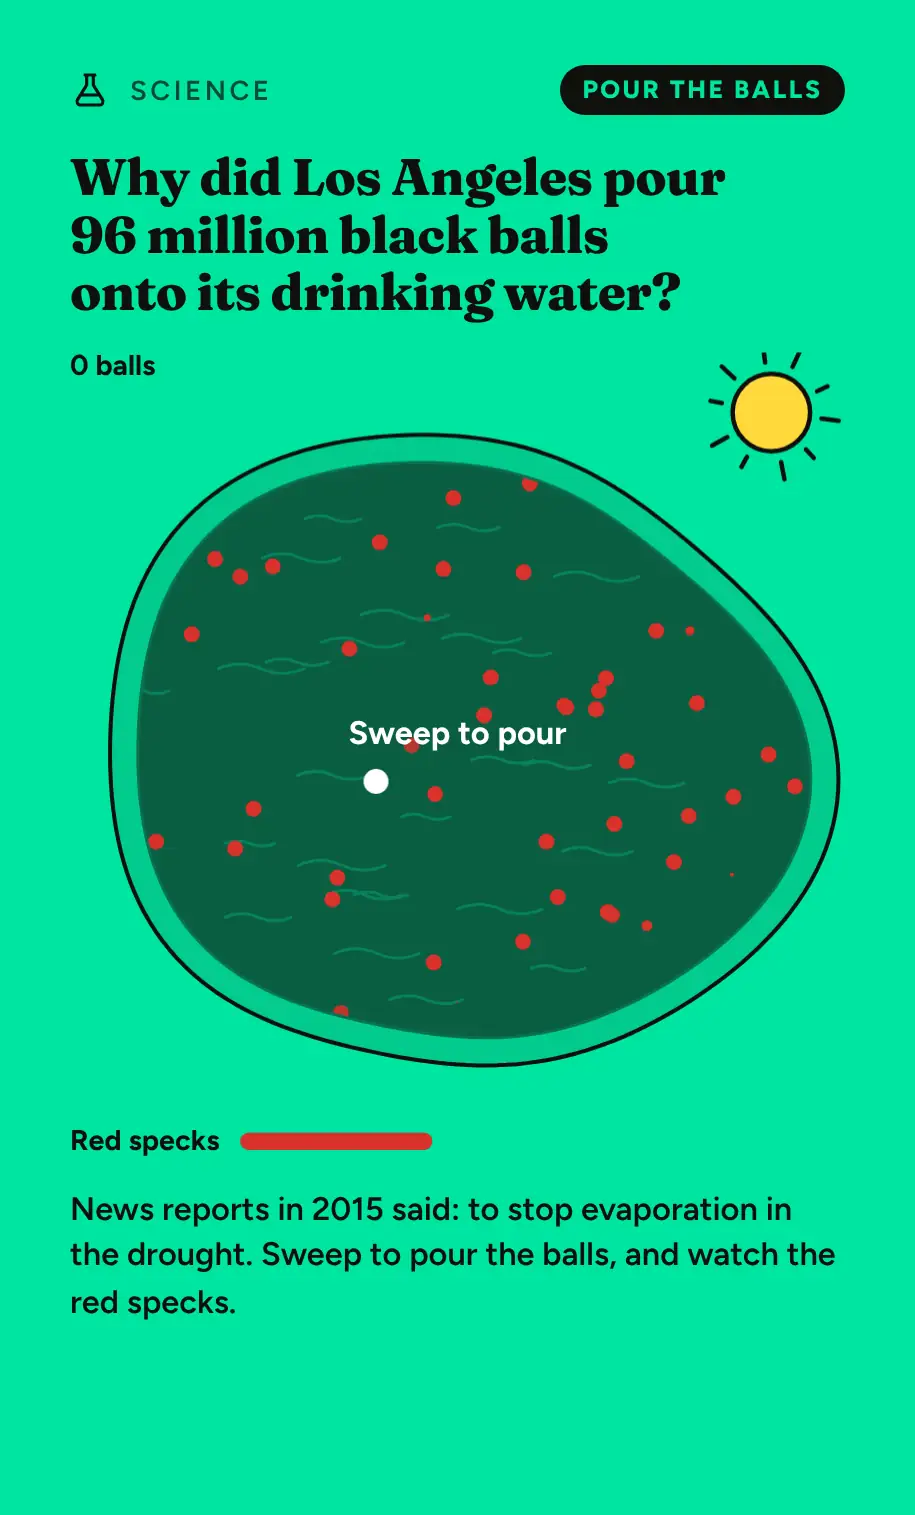 SCIENCE
POUR THE BALLS
Why did Los Angeles pour
96 million black balls
onto its drinking water?
0 balls
Sweep to pour
Red specks
News reports in 2015 said: to stop evaporation in
the drought. Sweep to pour the balls, and watch the
red specks.